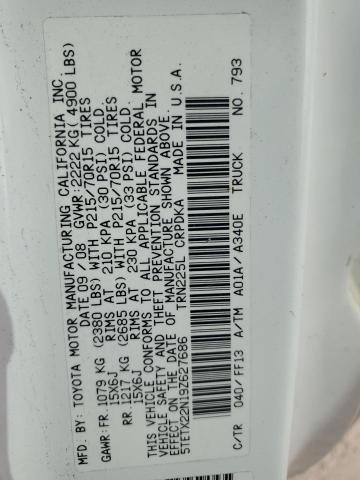 MFD. BY: TOYOTA MOTOR MANUFACTURING CALIFORNIA INC.
DATE 09/08 GVWR: 2222 KG( 4900 LBS)
GAWR: FR. 1079 KG (2380 LBS) WITH P215/70R15 TIRES
15X6J RIMS AT 210 KPA (30 PSI) COLD.
RR. 1217 KG (2685 LBS) WITH P215/70R15 TIRES
15X6J RIMS AT 230 KPA (33 PSI) COLD.
THIS VEHICLE CONFORMS TO ALL APPLICABLE FEDERAL MOTOR
VEHICLE SAFETY AND THEFT PREVENTION STANDARDS IN
EFFECT ON THE DATE OF MANUFACTURE SHOWN ABOVE.
5TETX22N19Z627686 TRN225L CRPDKA MADE IN U.S.A.
C/TR 040/FF13 A/TM A01A/A340E TRUCK NO. 793